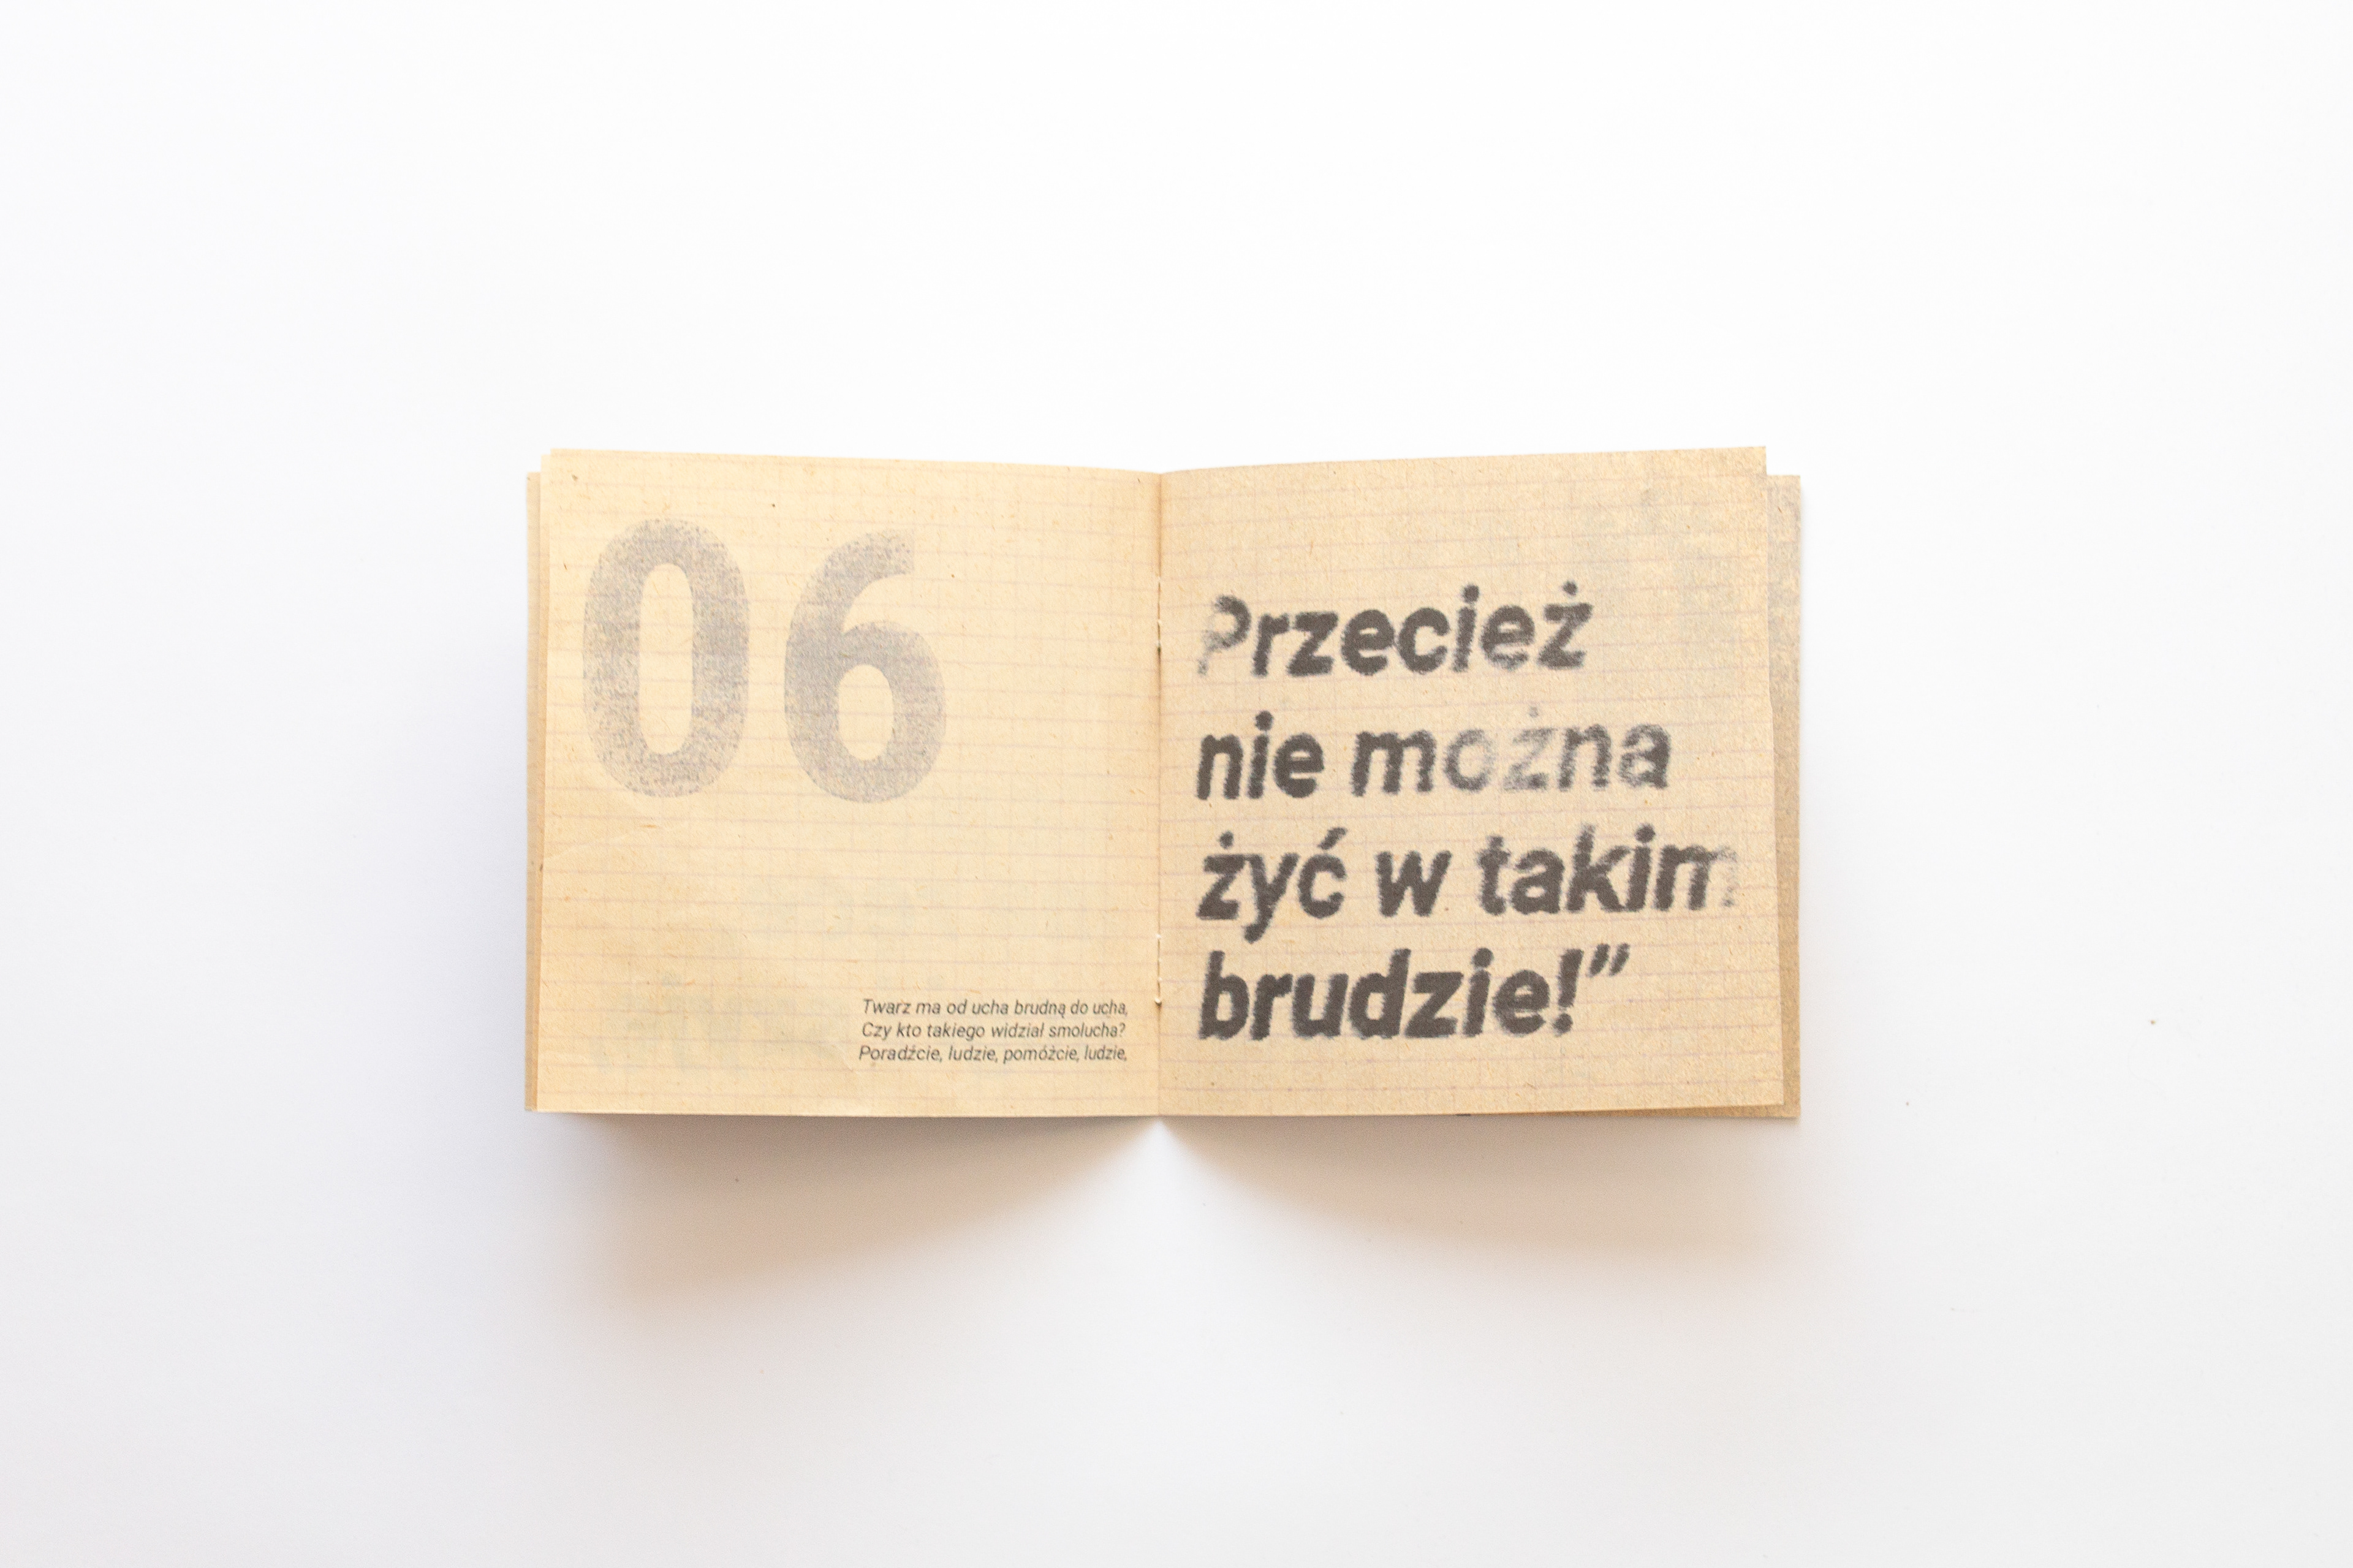 06
Twarz ma od ucha brudną do ucha,
Czy kto takiego widział smolucha?
Poradźcie, ludzie, pomóżcie, ludzie,
Przecież
nie można
żyć w takim
brudzie!”